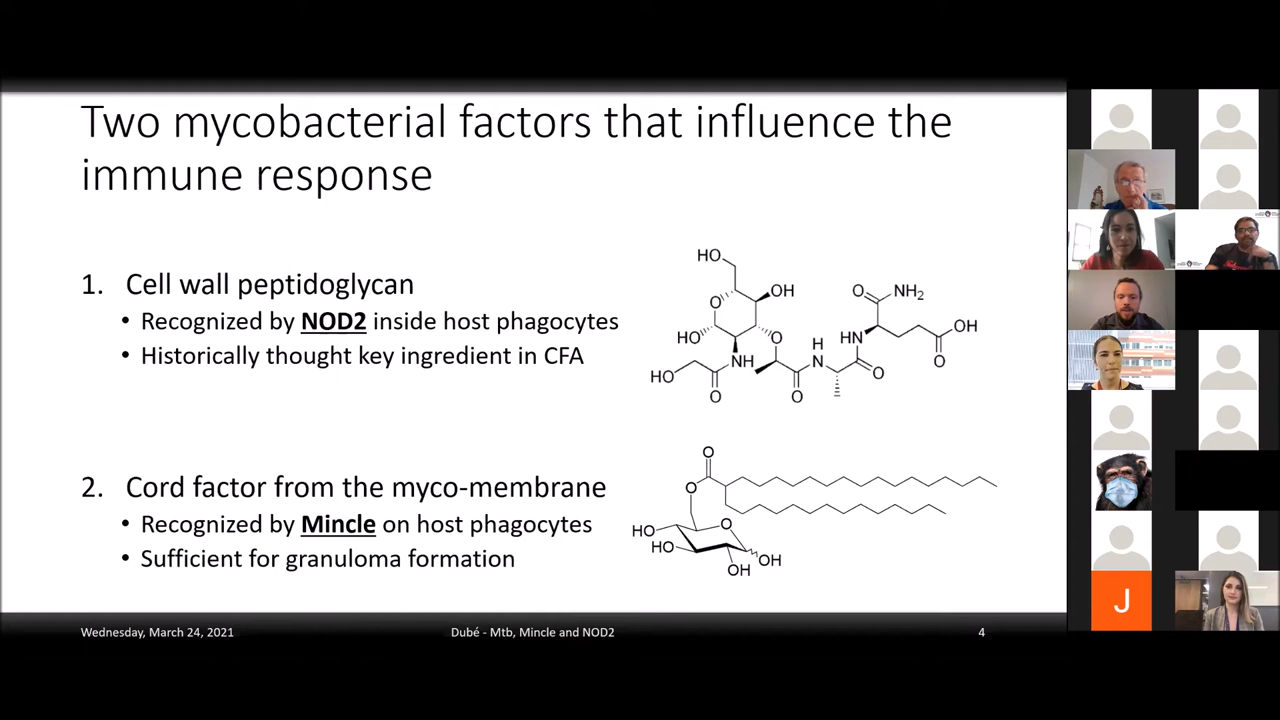 Two mycobacterial factors that influence the
immune response
1. Cell wall peptidoglycan
• Recognized by NOD2 inside host phagocytes
• Historically thought key ingredient in CFA
HO
O
OH
HO
NH
O
HO
O
O
H
N
O
HN
O
NH2
OH
O
2. Cord factor from the myco-membrane
• Recognized by Mincle on host phagocytes
• Sufficient for granuloma formation
O
O
HO
HO
O
OH
OH
Wednesday, March 24, 2021
Dubé - Mtb, Mincle and NOD2
4
J